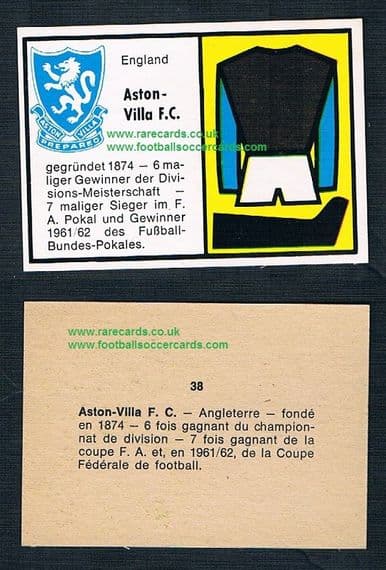 England
Aston-
Villa F.C.
ASTON VILLA
PREPARED
www.rarecards.co.uk
www.footballsoccercards.com
gegründet 1874 – 6 ma-
liger Gewinner der Divi-
sions-Meisterschaft –
7 maliger Sieger im F.
A. Pokal und Gewinner
1961/62 des Fußball-
Bundes-Pokales.
www.rarecards.co.uk
www.footballsoccercards.com
38
Aston-Villa F. C. – Angleterre – fondé
en 1874 – 6 fois gagnant du champion-
nat de division – 7 fois gagnant de la
coupe F. A. et, en 1961/62, de la Coupe
Fédérale de football.